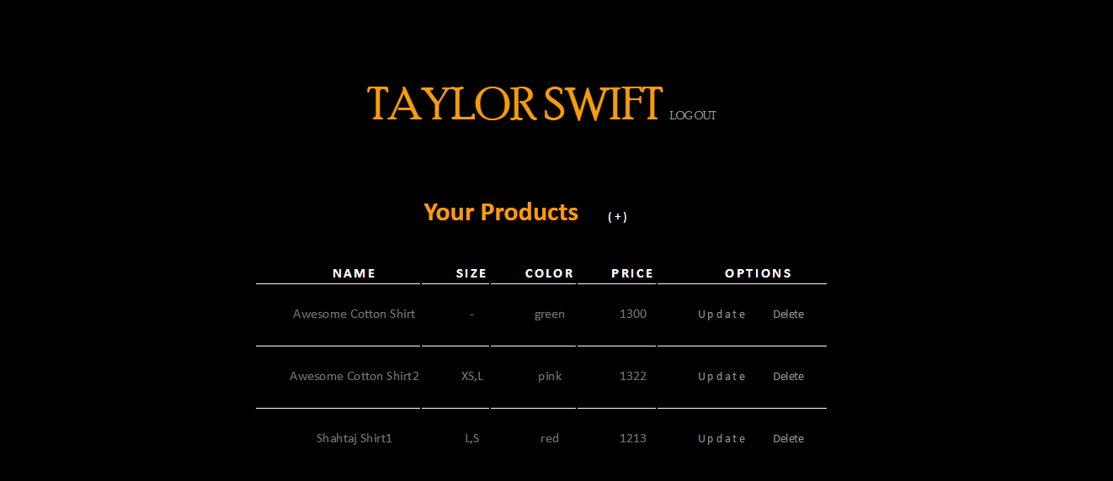 TAYLOR SWIFT LOG OUT
Your Products (+)
NAME SIZE COLOR PRICE OPTIONS
Awesome Cotton Shirt - green 1300 Update Delete
Awesome Cotton Shirt2 XS,L pink 1322 Update Delete
Shahtaj Shirt1 L,S red 1213 Update Delete